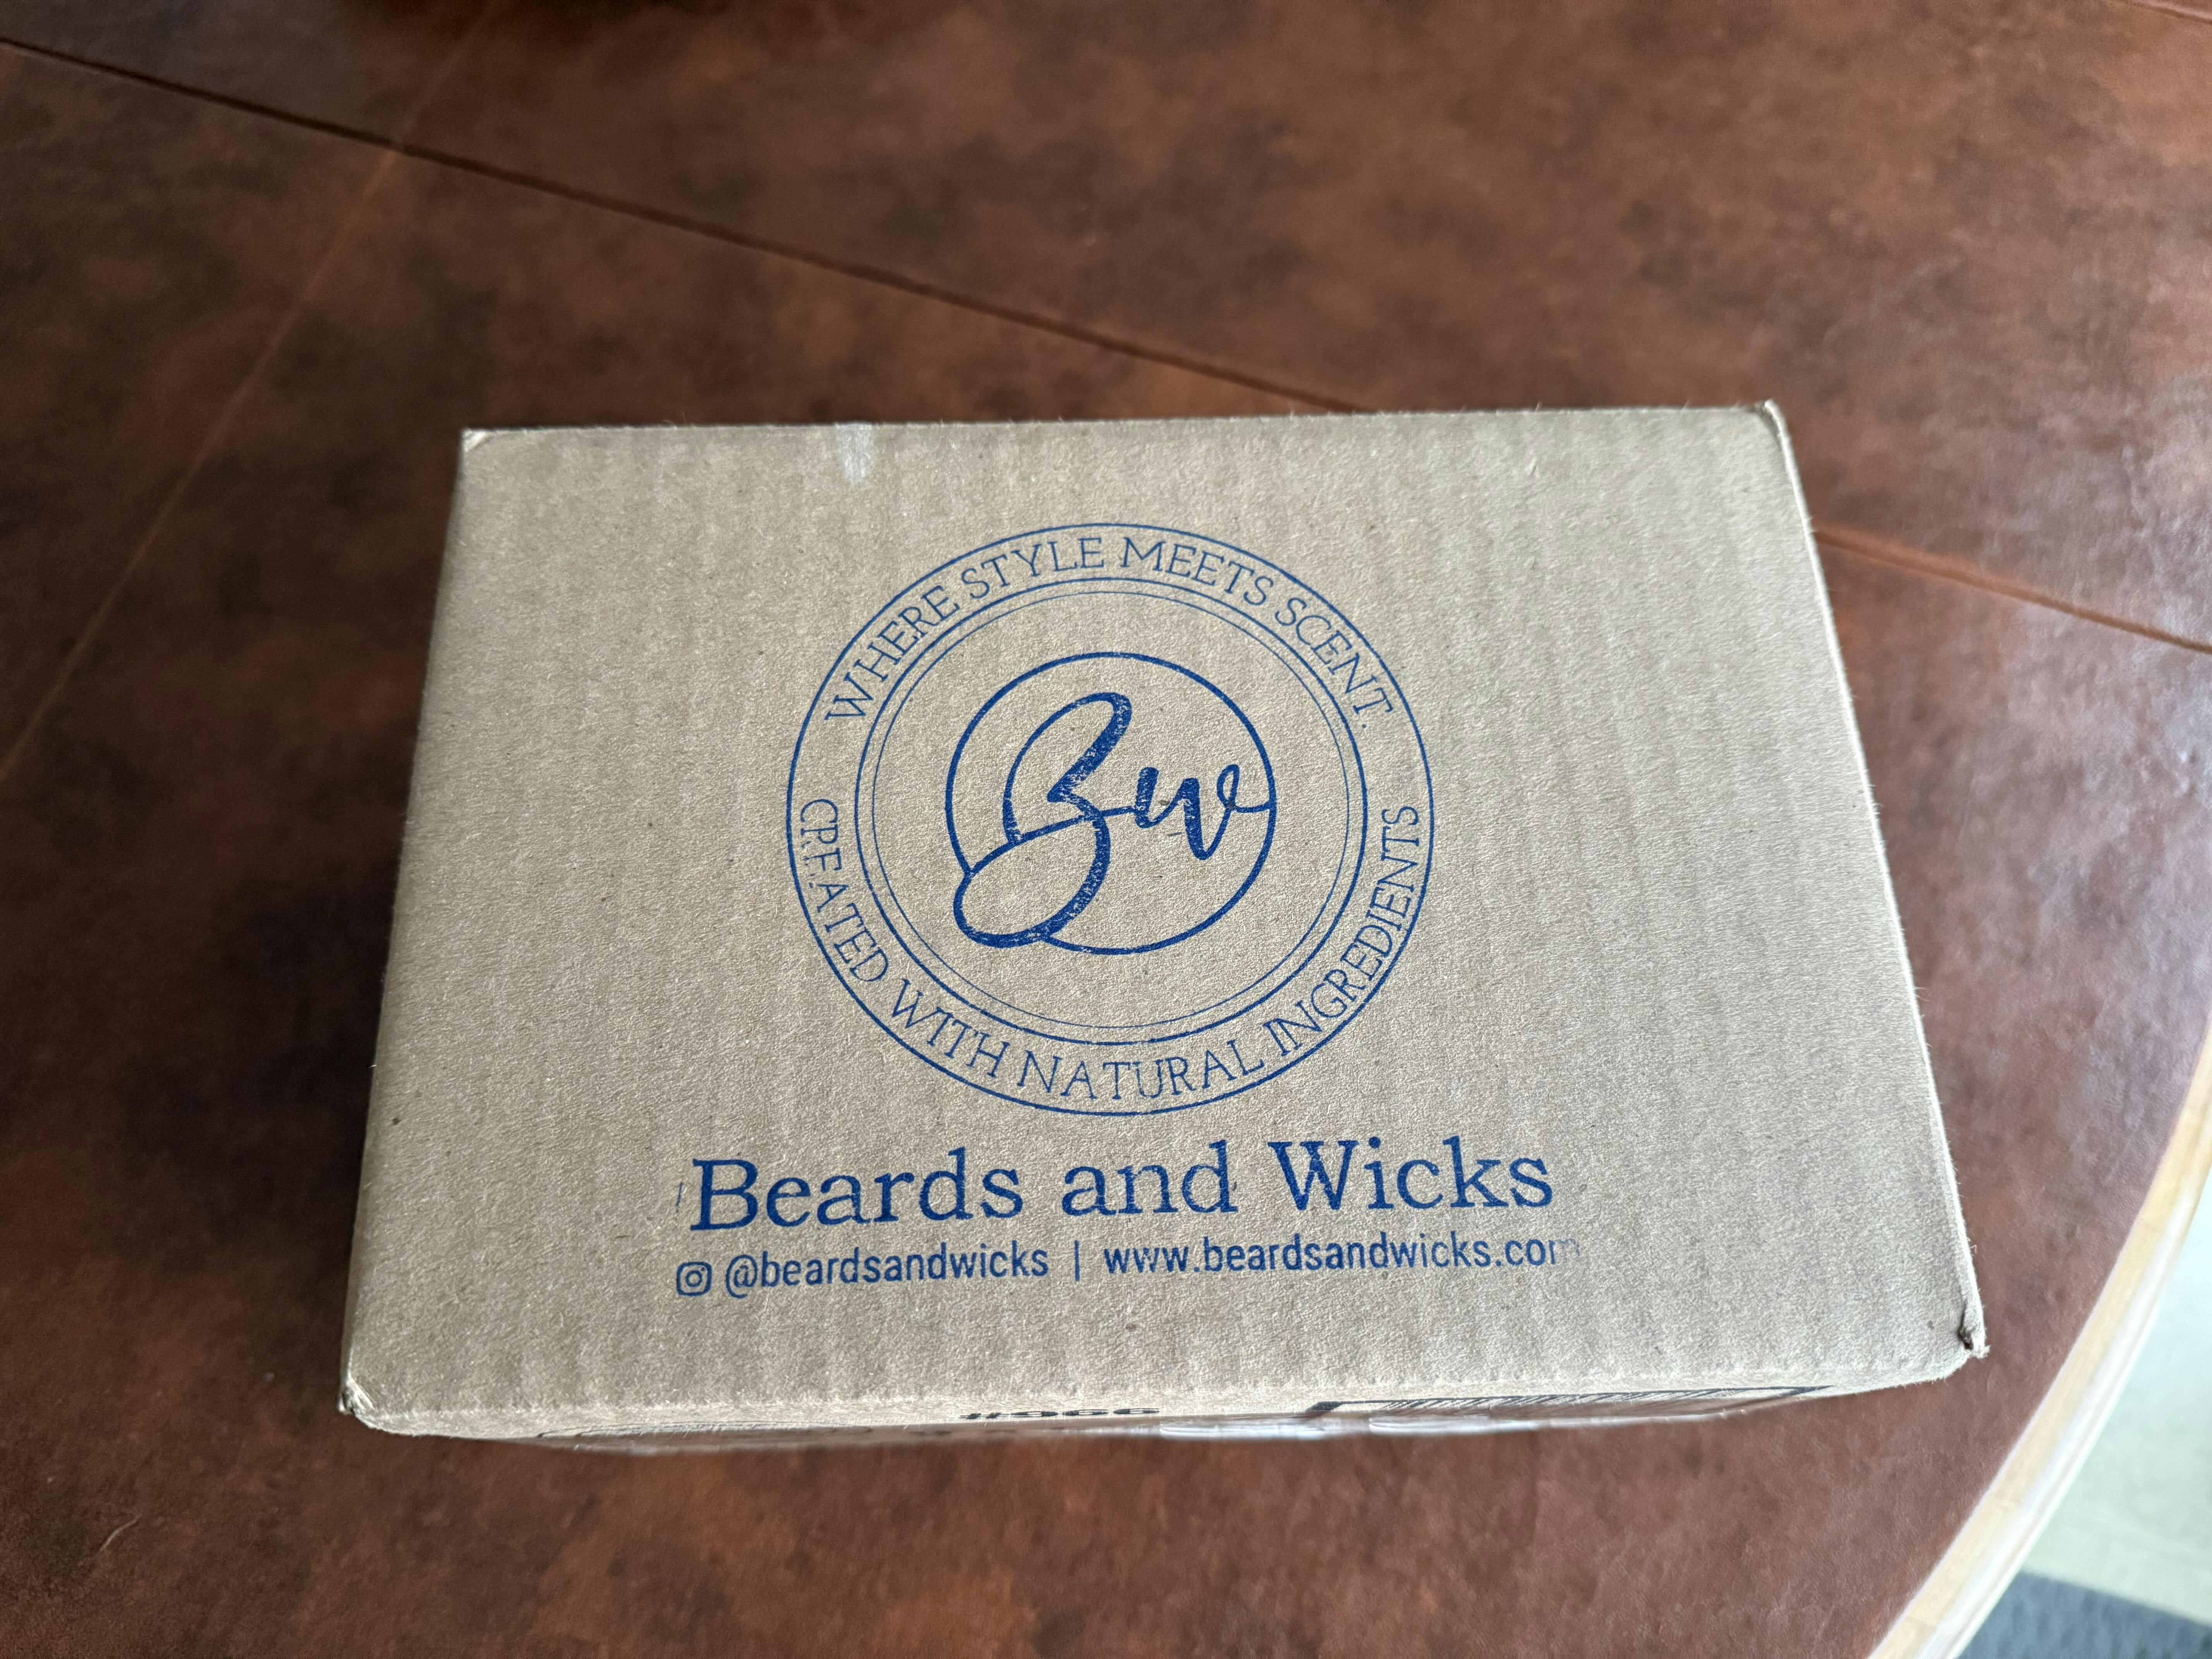 WHERE STYLE MEETS SCENT.
Bw
CREATED WITH NATURAL INGREDIENTS
Beards and Wicks
@beardsandwicks | www.beardsandwicks.com